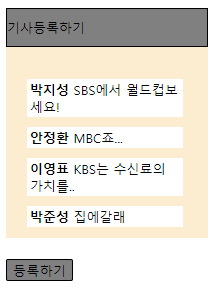 기사등록하기
박지성 SBS에서 월드컵보
세요!
안정환 MBC죠...
이영표 KBS는 수신료의
가치를..
박준성 집에갈래
등록하기